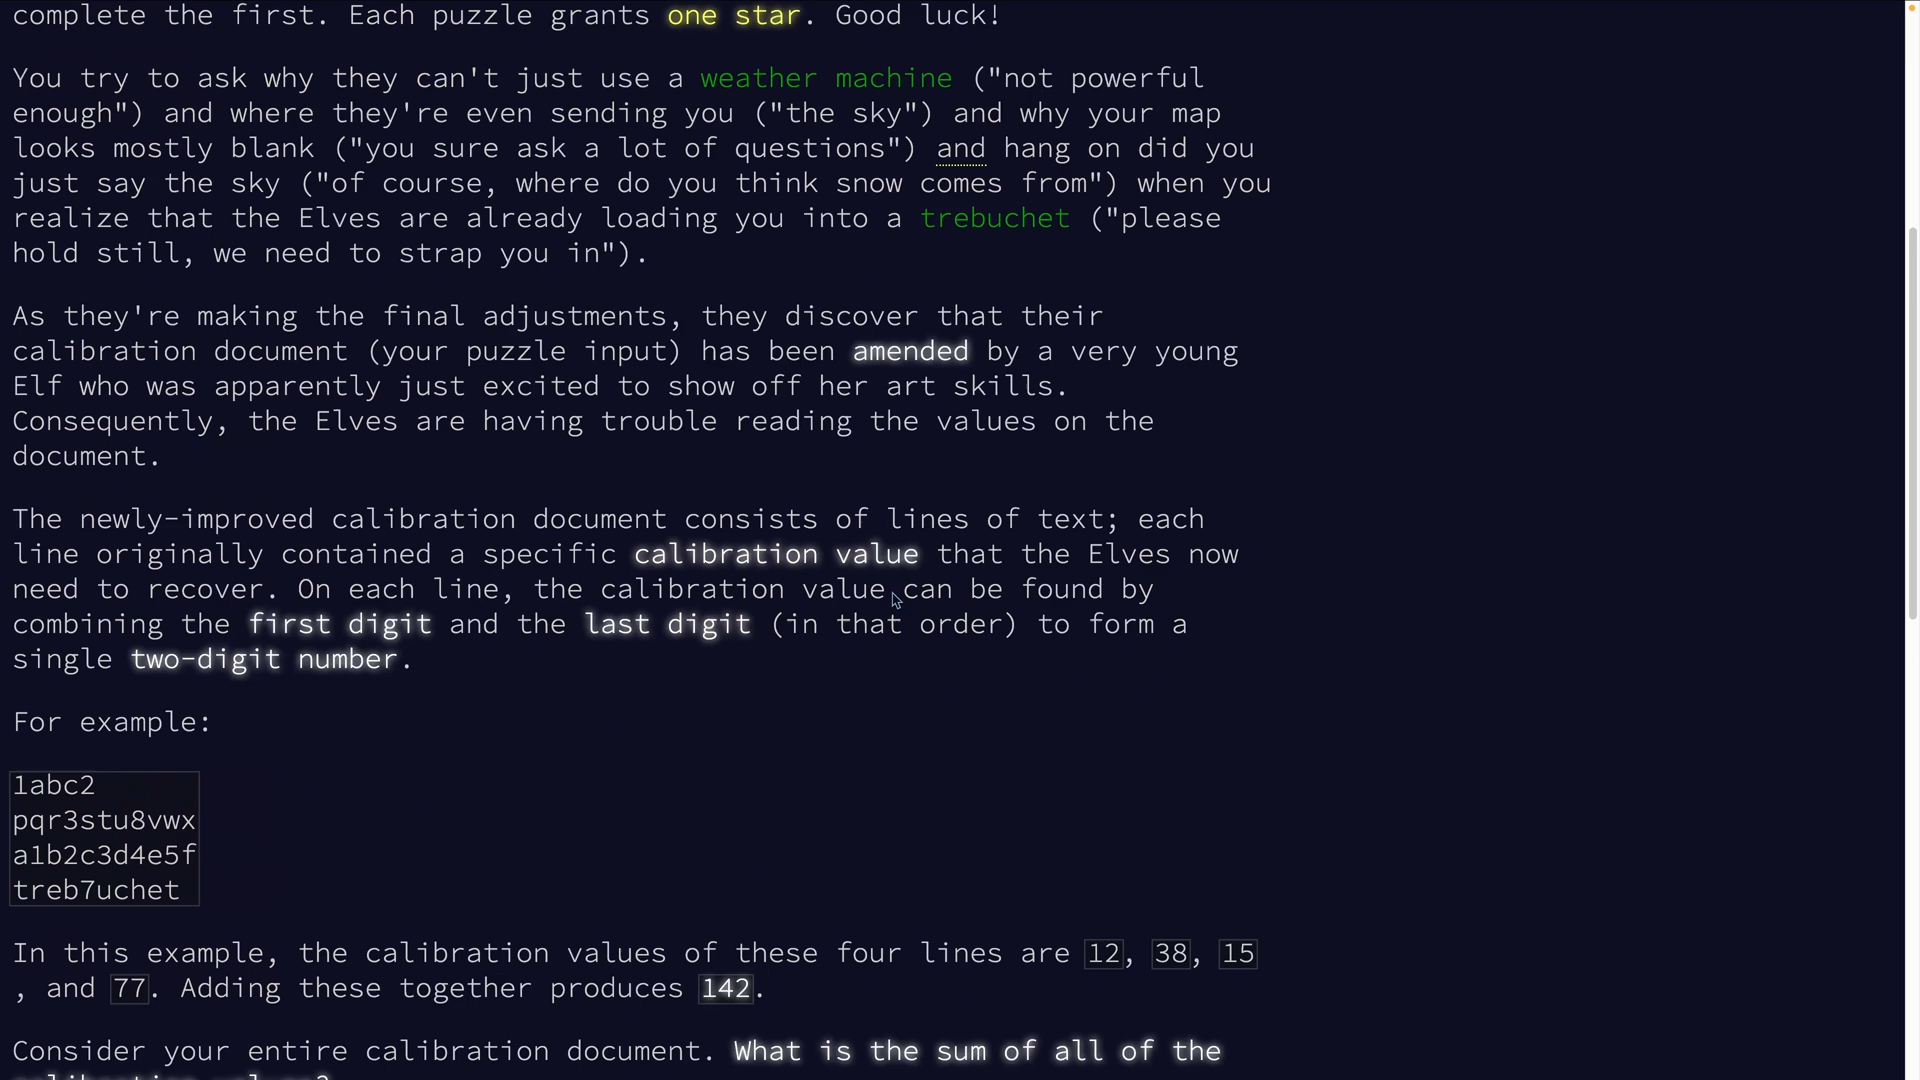 complete the first. Each puzzle grants one star. Good luck!
You try to ask why they can't just use a weather machine ("not powerful
enough") and where they're even sending you ("the sky") and why your map
looks mostly blank ("you sure ask a lot of questions") and hang on did you
just say the sky ("of course, where do you think snow comes from") when you
realize that the Elves are already loading you into a trebuchet ("please
hold still, we need to strap you in").
As they're making the final adjustments, they discover that their
calibration document (your puzzle input) has been amended by a very young
Elf who was apparently just excited to show off her art skills.
Consequently, the Elves are having trouble reading the values on the
document.
The newly-improved calibration document consists of lines of text; each
line originally contained a specific calibration value that the Elves now
need to recover. On each line, the calibration value can be found by
combining the first digit and the last digit (in that order) to form a
single two-digit number.
For example:
1abc2
pqr3stu8vwx
a1b2c3d4e5f
treb7uchet
In this example, the calibration values of these four lines are 12, 38, 15
, and 77. Adding these together produces 142.
Consider your entire calibration document. What is the sum of all of the